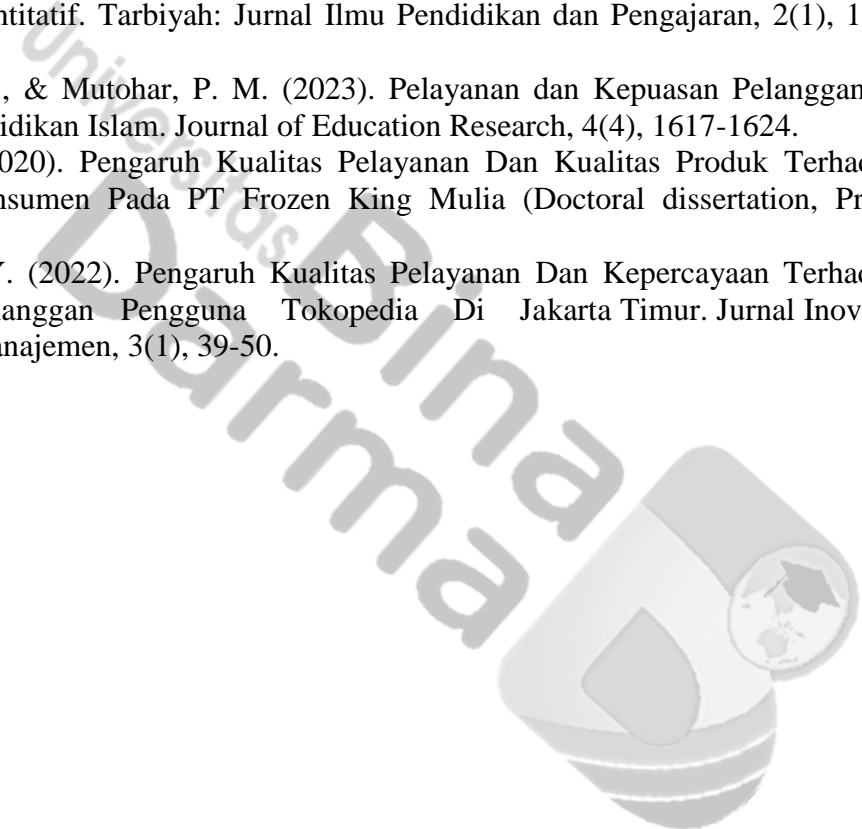 ntitatif. Tarbiyah: Jurnal Ilmu Pendidikan dan Pengajaran, 2(1), 1
., & Mutohar, P. M. (2023). Pelayanan dan Kepuasan Pelanggan
idikan Islam. Journal of Education Research, 4(4), 1617-1624.
020). Pengaruh Kualitas Pelayanan Dan Kualitas Produk Terhad
nsumen Pada PT Frozen King Mulia (Doctoral dissertation, Pr
Y. (2022). Pengaruh Kualitas Pelayanan Dan Kepercayaan Terhad
langgan Pengguna Tokopedia Di Jakarta Timur. Jurnal Inov
anajemen, 3(1), 39-50.
Universitas
Bina
Darma